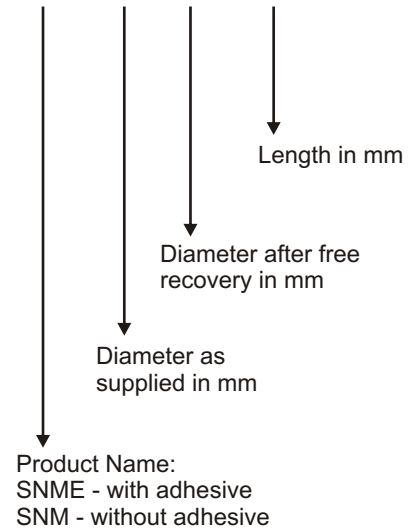 Length in mm
Diameter after free
recovery in mm
Diameter as
supplied in mm
Product Name:
SNME - with adhesive
SNM - without adhesive